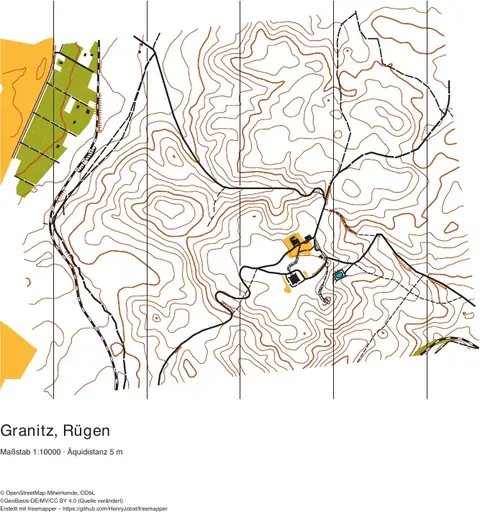 Granitz, Rügen
Maßstab 1:10000 · Äquidistanz 5 m
© OpenStreetMap-Mitwirkende, ODbL
©GeoBasis-DE/MV/CC BY 4.0 (Quelle verändert)
Erstellt mit freemapper – https://github.com/HenryJobst/freemapper